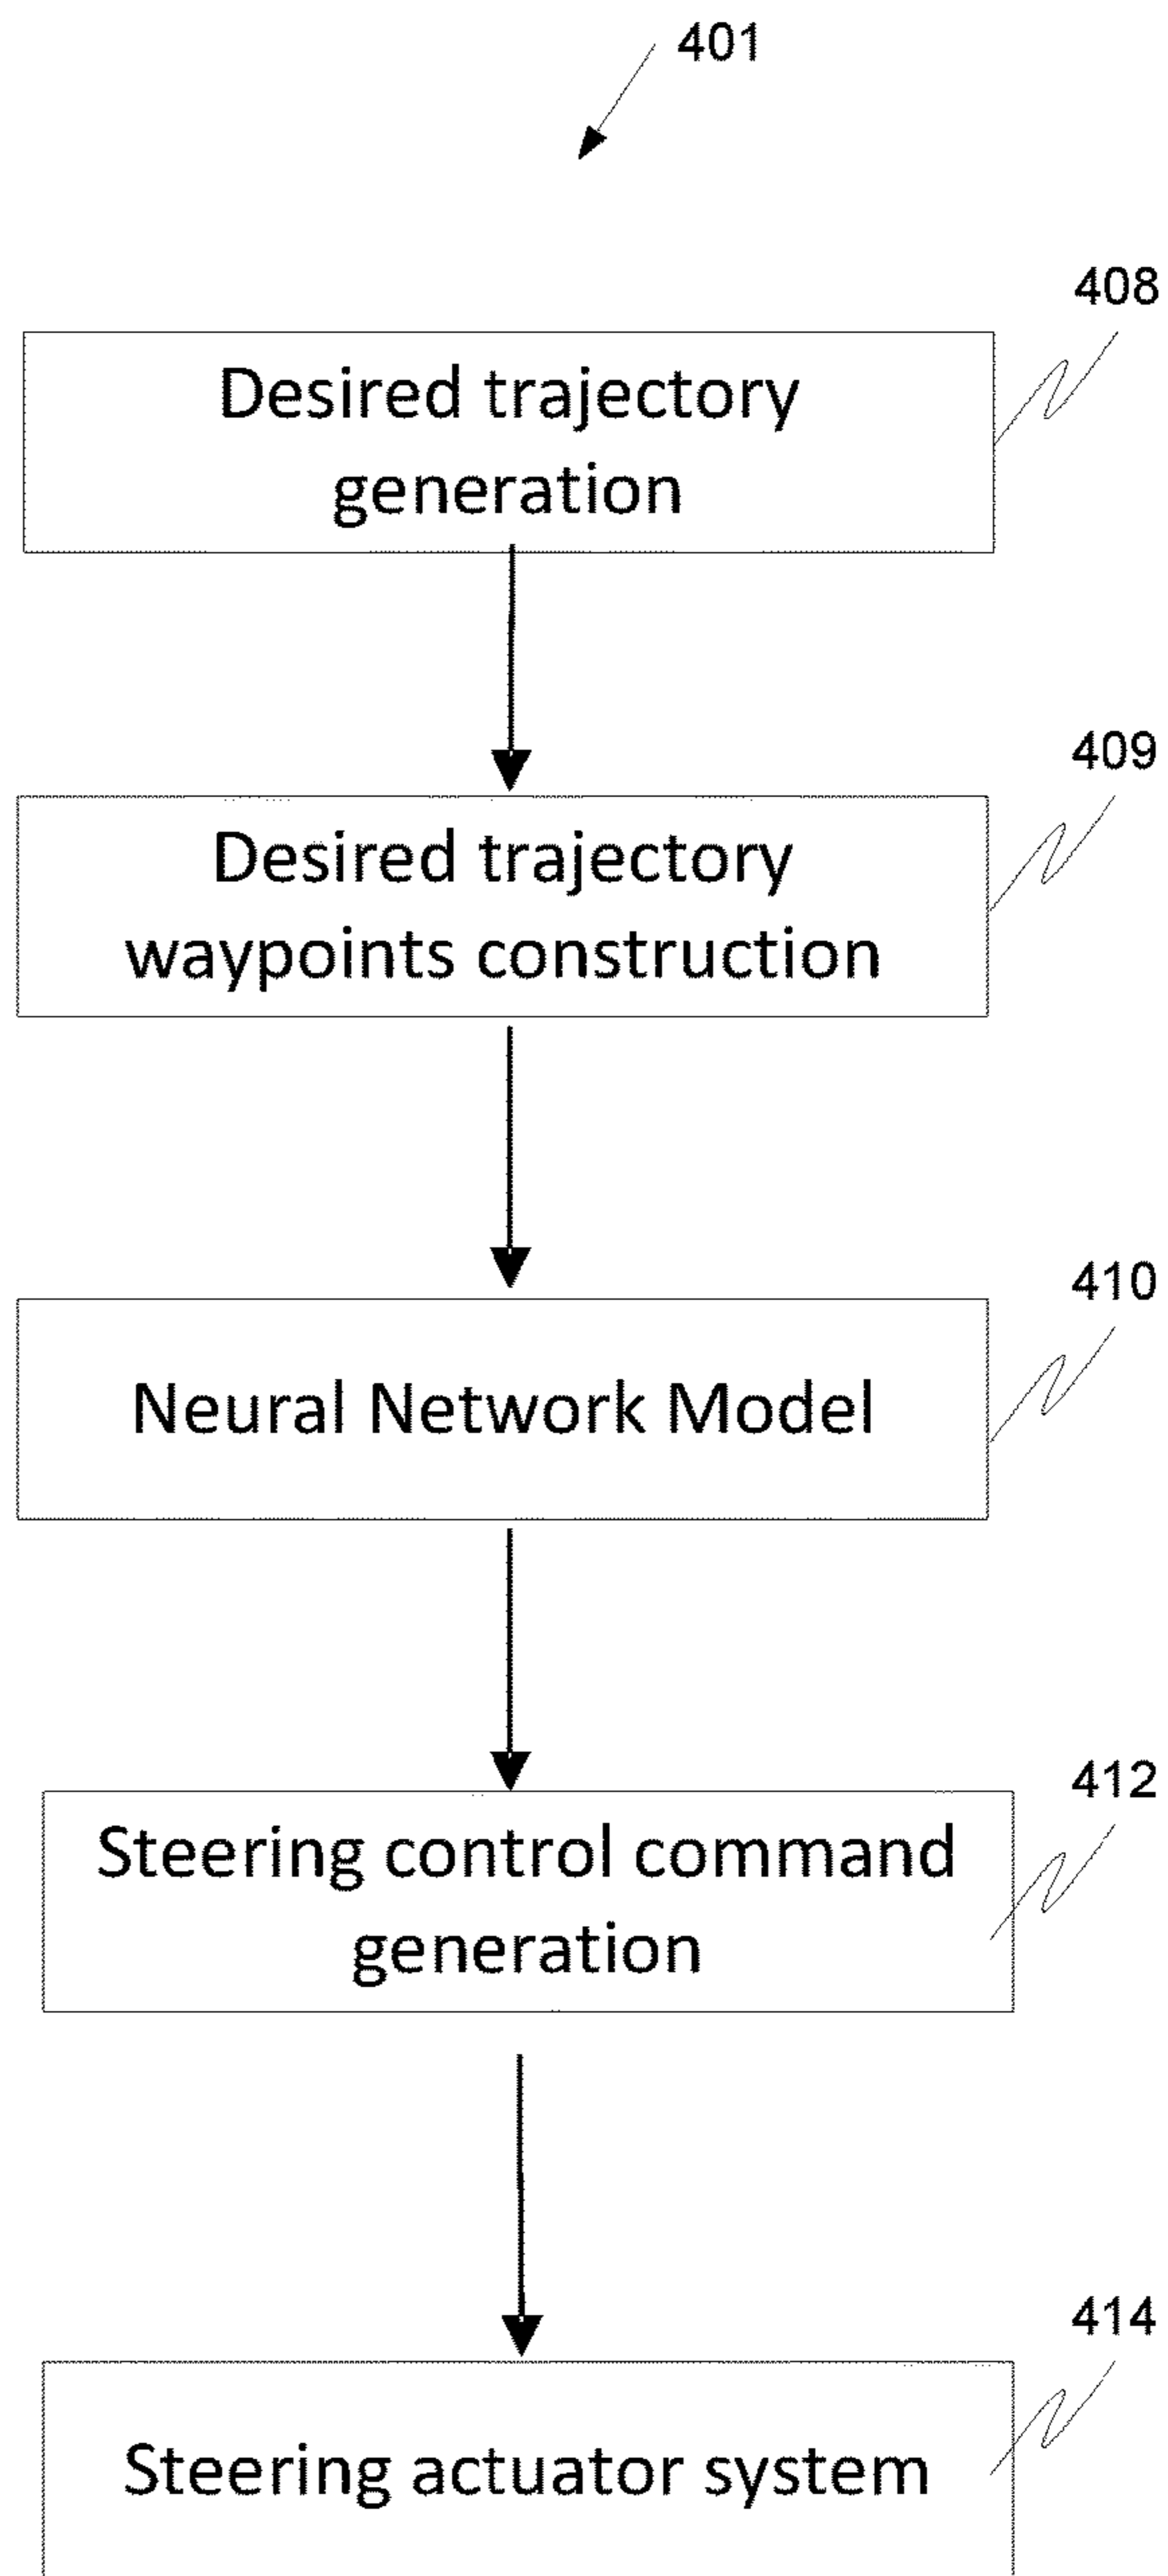 401
408
Desired trajectory
generation
409
Desired trajectory
waypoints construction
410
Neural Network Model
412
Steering control command
generation
414
Steering actuator system